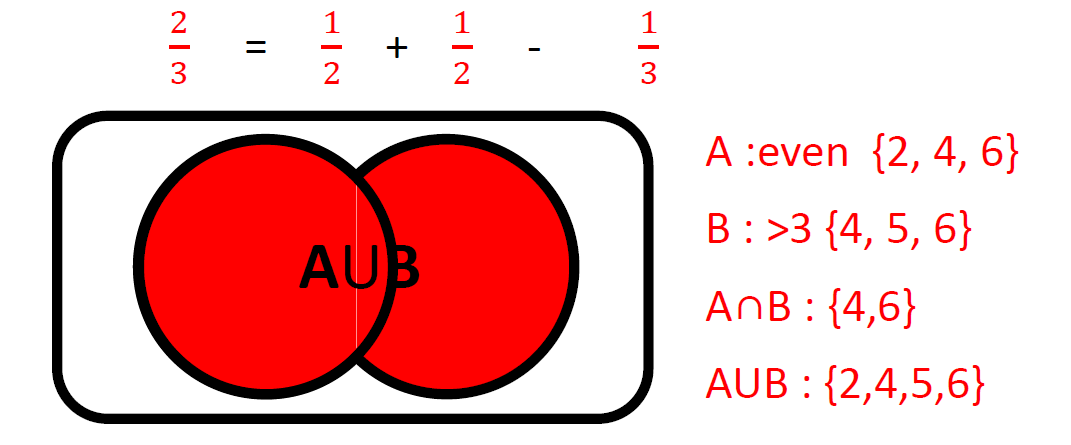 2/3 = 1/2 + 1/2 - 1/3
A :even {2, 4, 6}
B : >3 {4, 5, 6}
AUB
A∩B : {4,6}
AUB : {2,4,5,6}